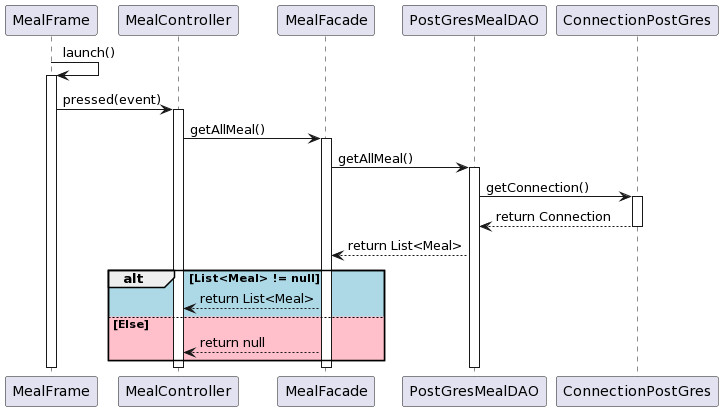 MealFrame MealController MealFacade PostGresMealDAO ConnectionPostGres
launch()
pressed(event)
getAllMeal()
getAllMeal()
getConnection()
return Connection
return List<Meal>
alt [List<Meal> != null]
return List<Meal>
[Else]
return null
MealFrame MealController MealFacade PostGresMealDAO ConnectionPostGres